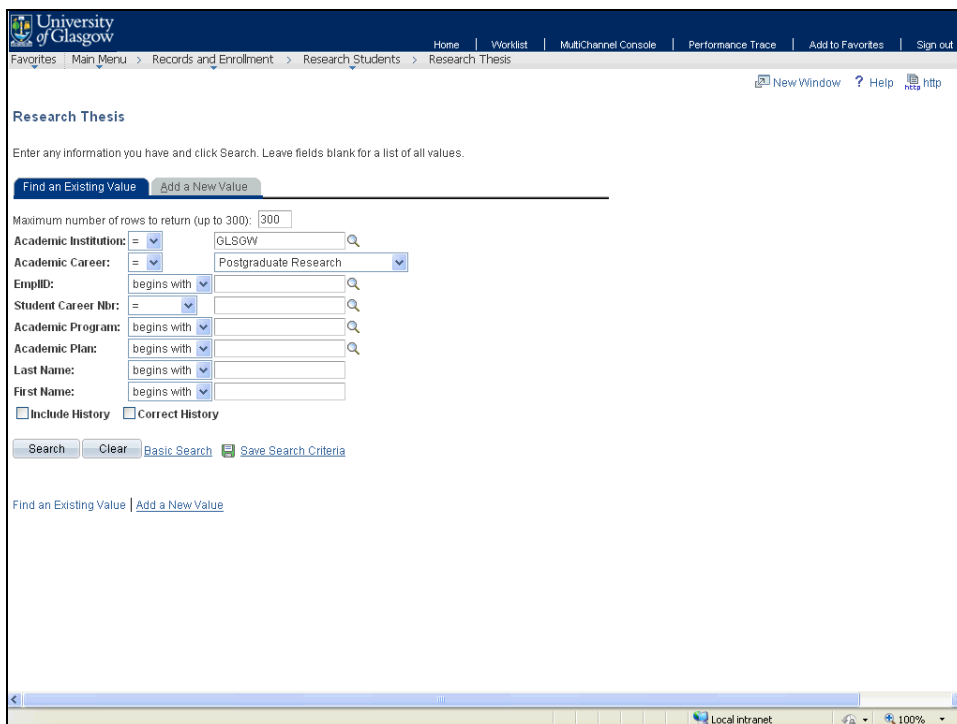 University
of Glasgow
Home | Worklist | MultiChannel Console | Performance Trace | Add to Favorites | Sign out
Favorites Main Menu > Records and Enrollment > Research Students > Research Thesis
New Window ? Help http
Research Thesis
Enter any information you have and click Search. Leave fields blank for a list of all values.
Find an Existing Value Add a New Value
Maximum number of rows to return (up to 300): 300
Academic Institution: = GLSGW
Academic Career: = Postgraduate Research
EmplID: begins with
Student Career Nbr: =
Academic Program: begins with
Academic Plan: begins with
Last Name: begins with
First Name: begins with
Include History Correct History
Search Clear Basic Search Save Search Criteria
Find an Existing Value | Add a New Value
Local intranet 100%